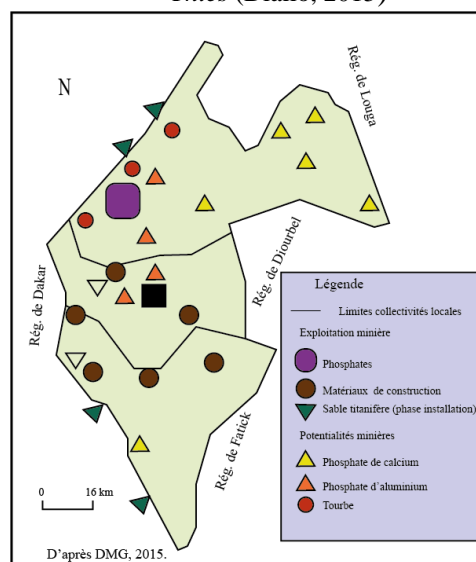 (Diallo, 2015)
N
Rég. de Louga
Rég. de Diourbel
Rég. de Dakar
Rég. de Fatick
0 16 km
D'après DMG, 2015.
Légende
Limites collectivités locales
Exploitation minière
Phosphates
Matériaux de construction
Sable titanifère (phase installation)
Potentialités minières
Phosphate de calcium
Phosphate d'aluminium
Tourbe